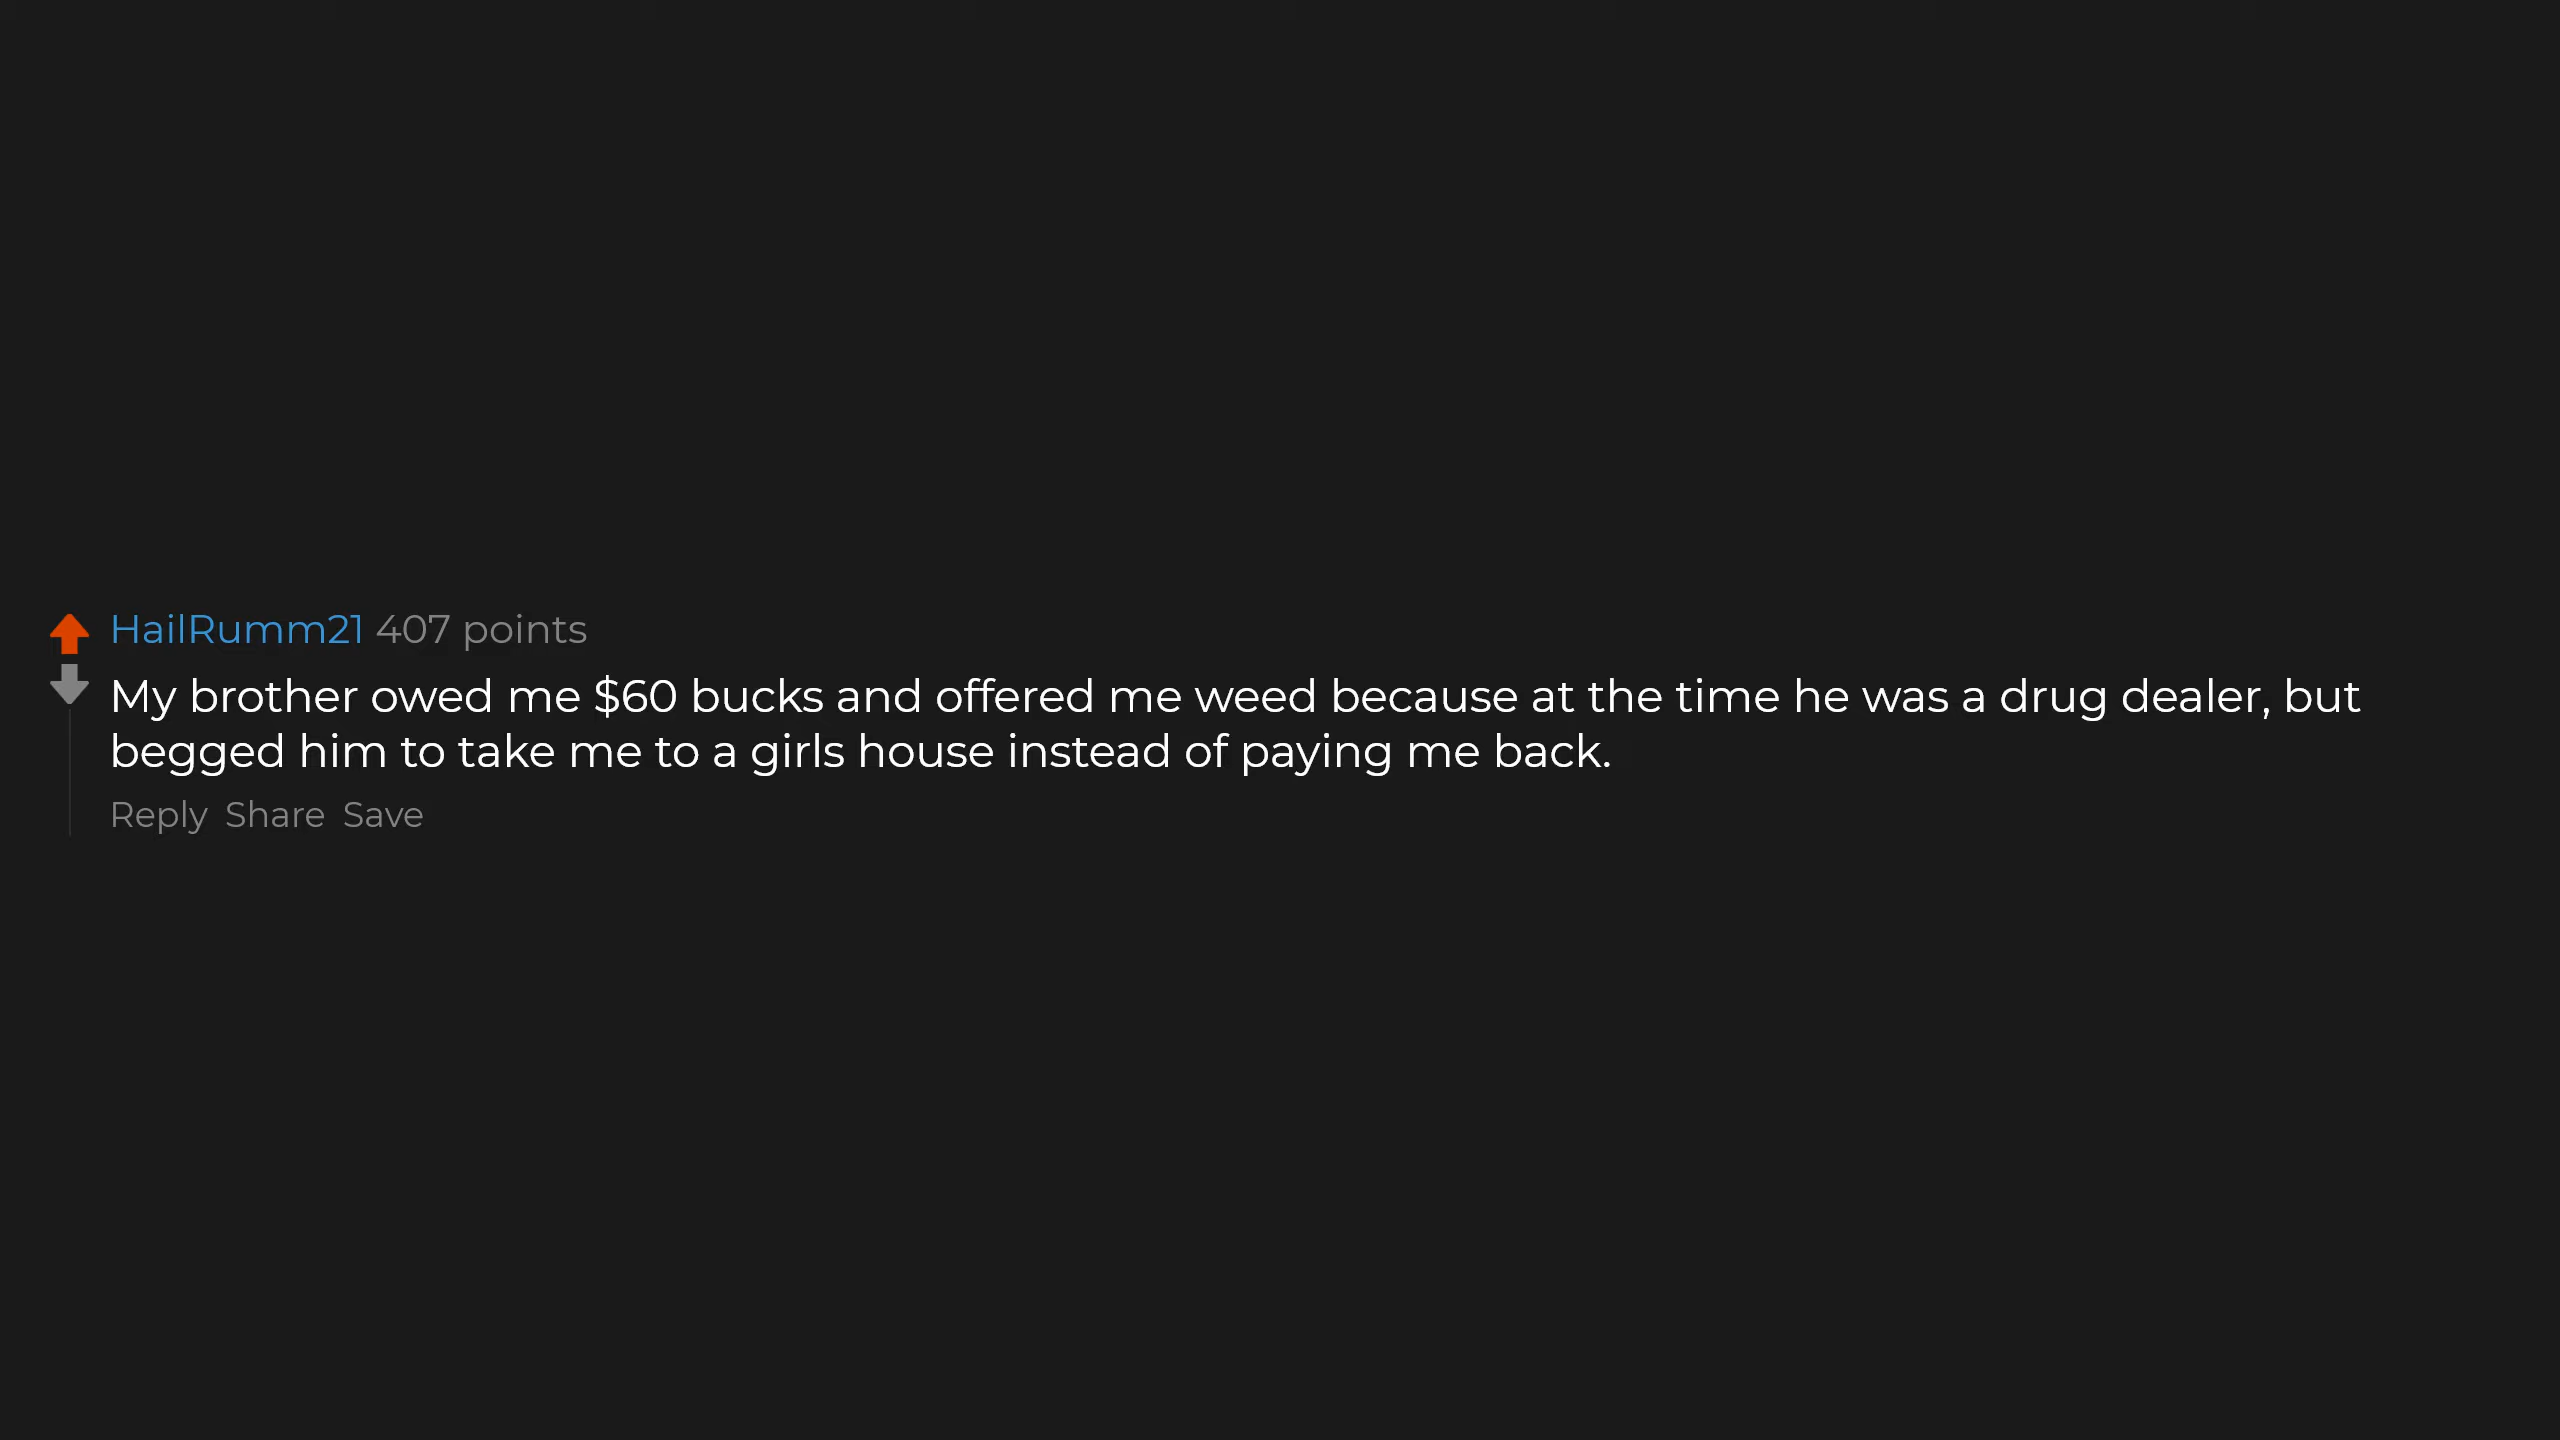 HailRumm21 407 points
My brother owed me $60 bucks and offered me weed because at the time he was a drug dealer, but
begged him to take me to a girls house instead of paying me back.
Reply Share Save